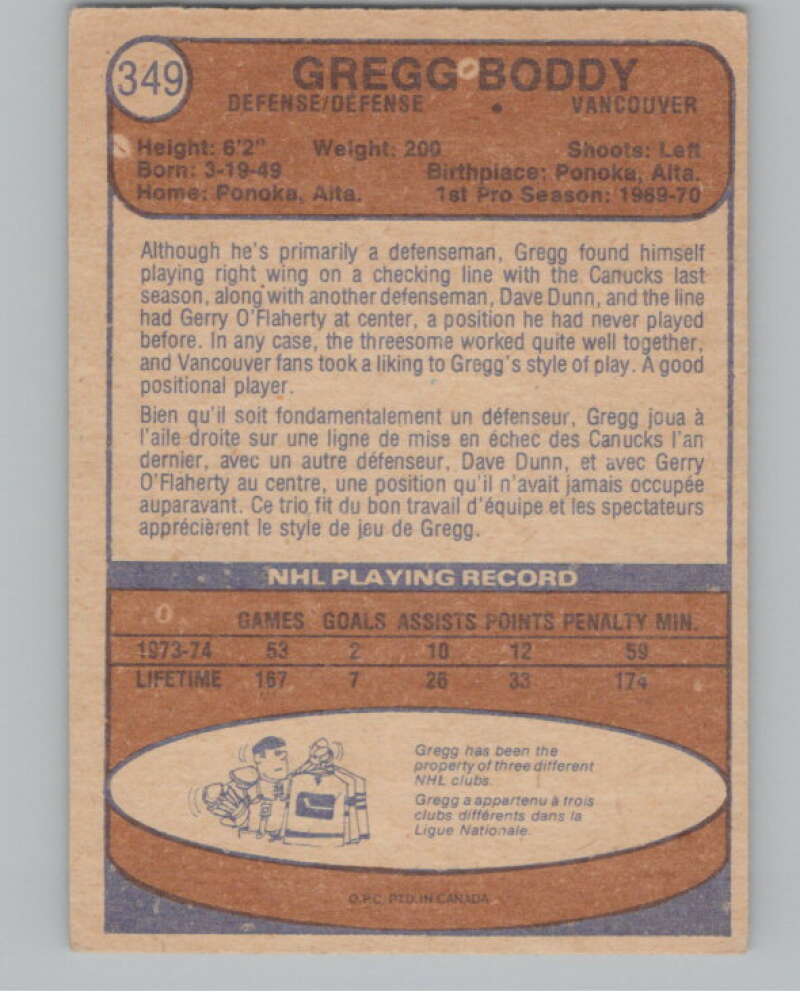 349
GREGG BODDY
DEFENSE/DÉFENSE • VANCOUVER
Height: 6'2" Weight: 200 Shoots: Left
Born: 3-19-49 Birthplace: Ponoka, Alta.
Home: Ponoka, Alta. 1st Pro Season: 1969-70
Although he's primarily a defenseman, Gregg found himself
playing right wing on a checking line with the Canucks last
season, along with another defenseman, Dave Dunn, and the line
had Gerry O'Flaherty at center, a position he had never played
before. In any case, the threesome worked quite well together,
and Vancouver fans took a liking to Gregg's style of play. A good
positional player.
Bien qu'il soit fondamentalement un défenseur, Gregg joua à
l'aile droite sur une ligne de mise en échec des Canucks l'an
dernier, avec un autre défenseur, Dave Dunn, et avec Gerry
O'Flaherty au centre, une position qu'il n'avait jamais occupée
auparavant. Ce trio fit du bon travail d'équipe et les spectateurs
apprécièrent le style de jeu de Gregg.
NHL PLAYING RECORD
GAMES GOALS ASSISTS POINTS PENALTY MIN.
1973-74 53 2 10 12 59
LIFETIME 167 7 26 33 174
Gregg has been the
property of three different
NHL clubs.
Gregg a appartenu à trois
clubs différents dans la
Ligue Nationale.
O.P.C. PTD. IN CANADA